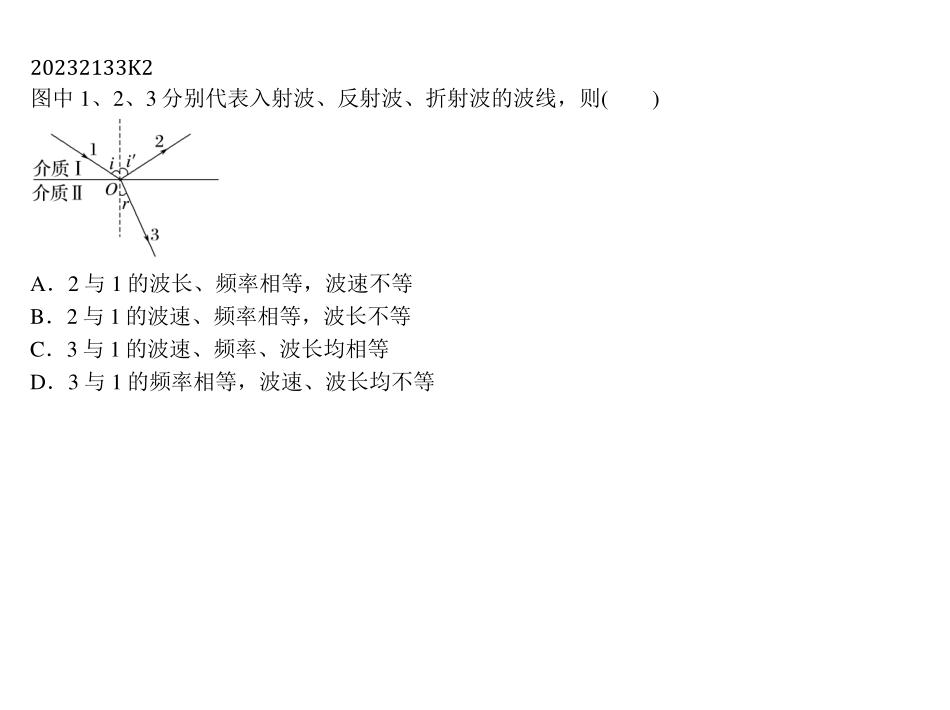 20232133K2
图中 1、2、3 分别代表入射波、反射波、折射波的波线，则(　　)
1
2
i
i′
介质Ⅰ
介质Ⅱ
O
r
3
A．2 与 1 的波长、频率相等，波速不等
B．2 与 1 的波速、频率相等，波长不等
C．3 与 1 的波速、频率、波长均相等
D．3 与 1 的频率相等，波速、波长均不等